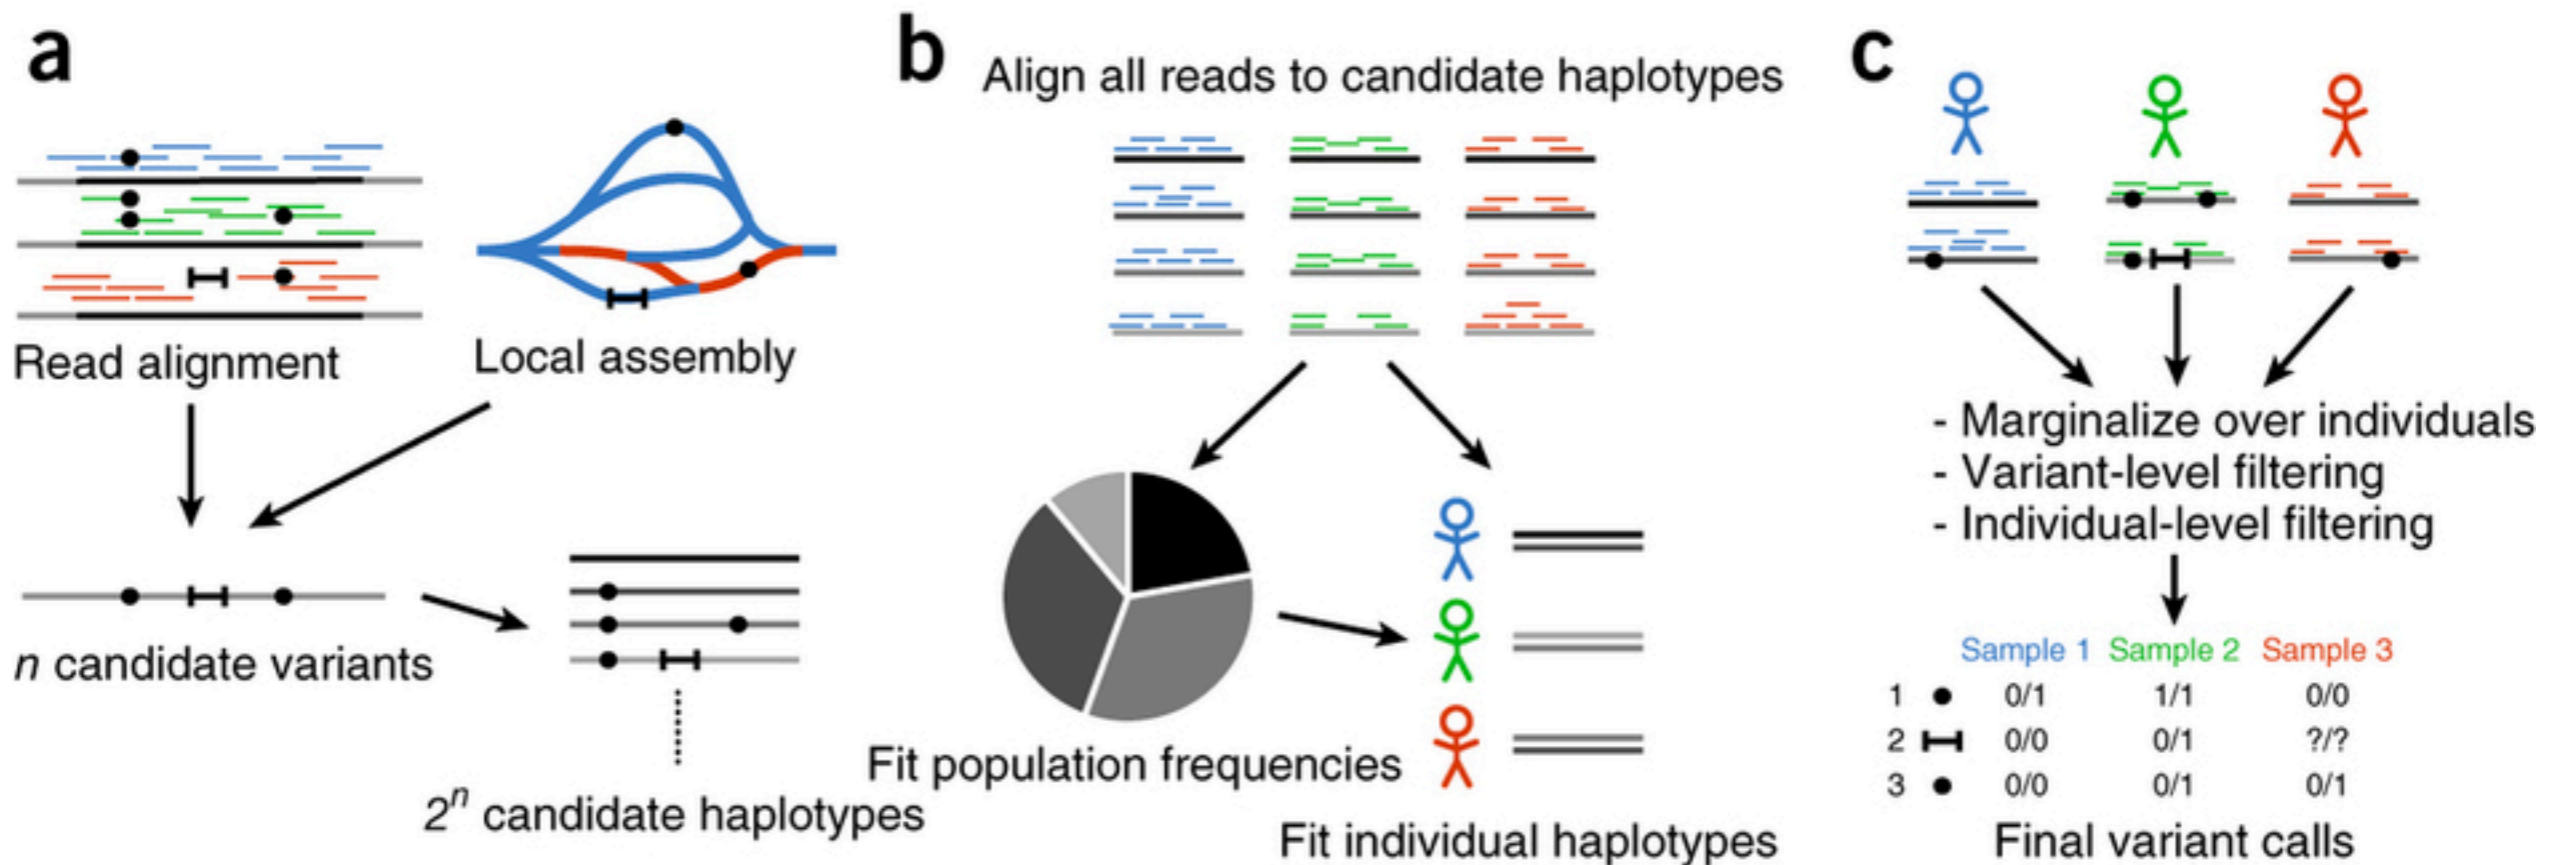 a
Read alignment
Local assembly
n candidate variants
2ⁿ candidate haplotypes
b
Align all reads to candidate haplotypes
Fit population frequencies
Fit individual haplotypes
c
- Marginalize over individuals
- Variant-level filtering
- Individual-level filtering
Sample 1 Sample 2 Sample 3
1 0/1 1/1 0/0
2 0/0 0/1 ?/?
3 0/0 0/1 0/1
Final variant calls